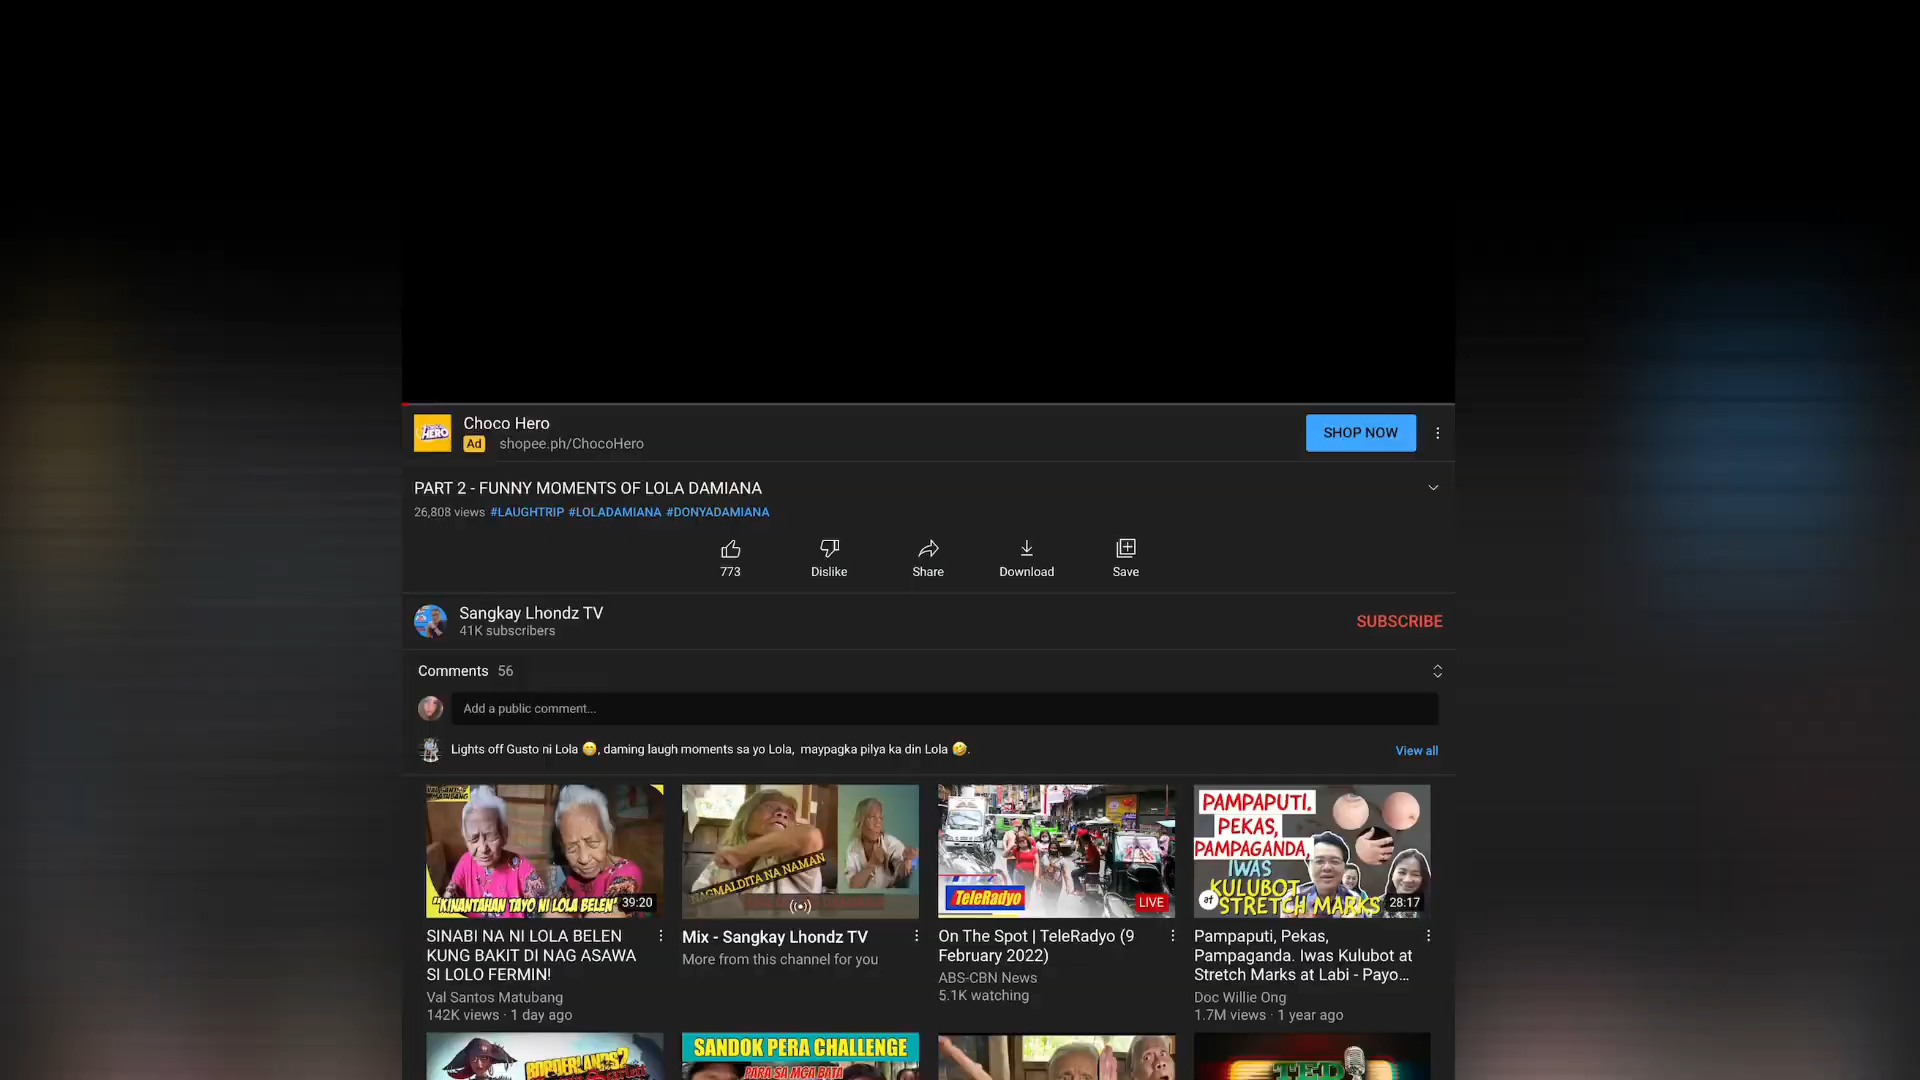 HERO
Choco Hero
Ad
shopee.ph/ChocoHero
SHOP NOW
PART 2 - FUNNY MOMENTS OF LOLA DAMIANA
26,808 views #LAUGHTRIP #LOLADAMIANA #DONYADAMIANA
773
Dislike
Share
Download
Save
Sangkay Lhondz TV
41K subscribers
SUBSCRIBE
Comments 56
Add a public comment...
Lights off Gusto ni Lola 😁, daming laugh moments sa yo Lola, maypagka pilya ka din Lola 🤣.
View all
"KINANTAHAN TAYO NI LOLA BELEN"
39:20
SINABI NA NI LOLA BELEN
KUNG BAKIT DI NAG ASAWA
SI LOLO FERMIN!
Val Santos Matubang
142K views · 1 day ago
NAGMALDITA NA NAMAN
Mix - Sangkay Lhondz TV
More from this channel for you
TeleRadyo
LIVE
On The Spot | TeleRadyo (9
February 2022)
ABS-CBN News
5.1K watching
PAMPAPUTI.
PEKAS,
PAMPAGANDA,
IWAS
KULUBOT
at STRETCH MARKS
28:17
Pampaputi, Pekas,
Pampaganda. Iwas Kulubot at
Stretch Marks at Labi - Payo...
Doc Willie Ong
1.7M views · 1 year ago
BORDERLANDS 2
SANDOK PERA CHALLENGE
PARA SA MGA BATA
TED